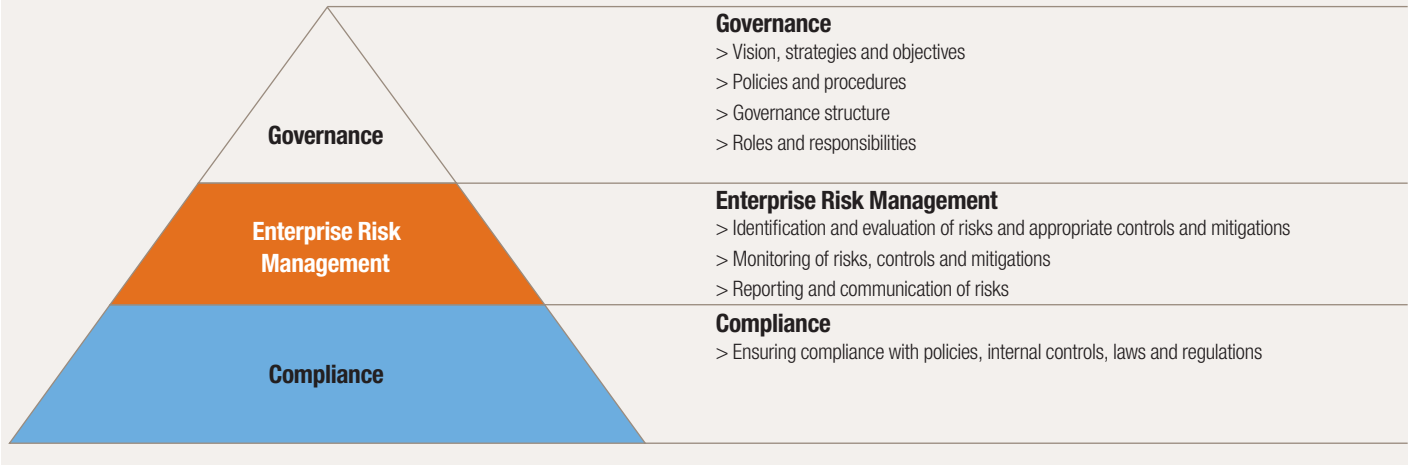 Governance
Enterprise Risk
Management
Compliance
Governance
> Vision, strategies and objectives
> Policies and procedures
> Governance structure
> Roles and responsibilities
Enterprise Risk Management
> Identification and evaluation of risks and appropriate controls and mitigations
> Monitoring of risks, controls and mitigations
> Reporting and communication of risks
Compliance
> Ensuring compliance with policies, internal controls, laws and regulations